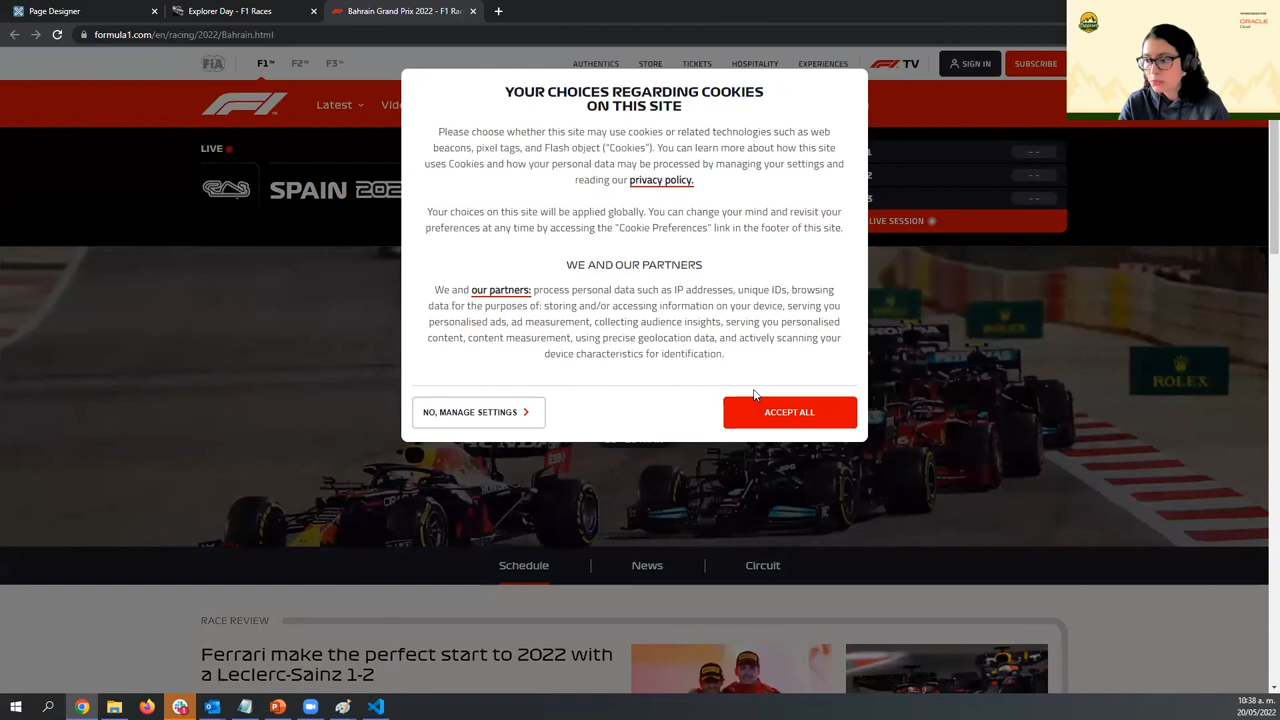 Page Designer
Explorer Day - F1 Races
Bahrain Grand Prix 2022 - F1 Rac
formula1.com/en/racing/2022/Bahrain.html
ORACLE
Cloud
FIA
F1™
F2™
F3™
AUTHENTICS
STORE
TICKETS
HOSPITALITY
EXPERIENCES
TV
SIGN IN
SUBSCRIBE
Latest
LIVE
SPAIN 202
1
2
3
LIVE SESSION
YOUR CHOICES REGARDING COOKIES
ON THIS SITE
Please choose whether this site may use cookies or related technologies such as web
beacons, pixel tags, and Flash object ("Cookies"). You can learn more about how this site
uses Cookies and how your personal data may be processed by managing your settings and
reading our privacy policy.
Your choices on this site will be applied globally. You can change your mind and revisit your
preferences at any time by accessing the "Cookie Preferences" link in the footer of this site.
WE AND OUR PARTNERS
We and our partners: process personal data such as IP addresses, unique IDs, browsing
data for the purposes of: storing and/or accessing information on your device, serving you
personalised ads, ad measurement, collecting audience insights, serving you personalised
content, content measurement, using precise geolocation data, and actively scanning your
device characteristics for identification.
NO, MANAGE SETTINGS
ACCEPT ALL
ROLEX
Schedule
News
Circuit
RACE REVIEW
Ferrari make the perfect start to 2022 with
a Leclerc-Sainz 1-2
10:38 a. m.
20/05/2022